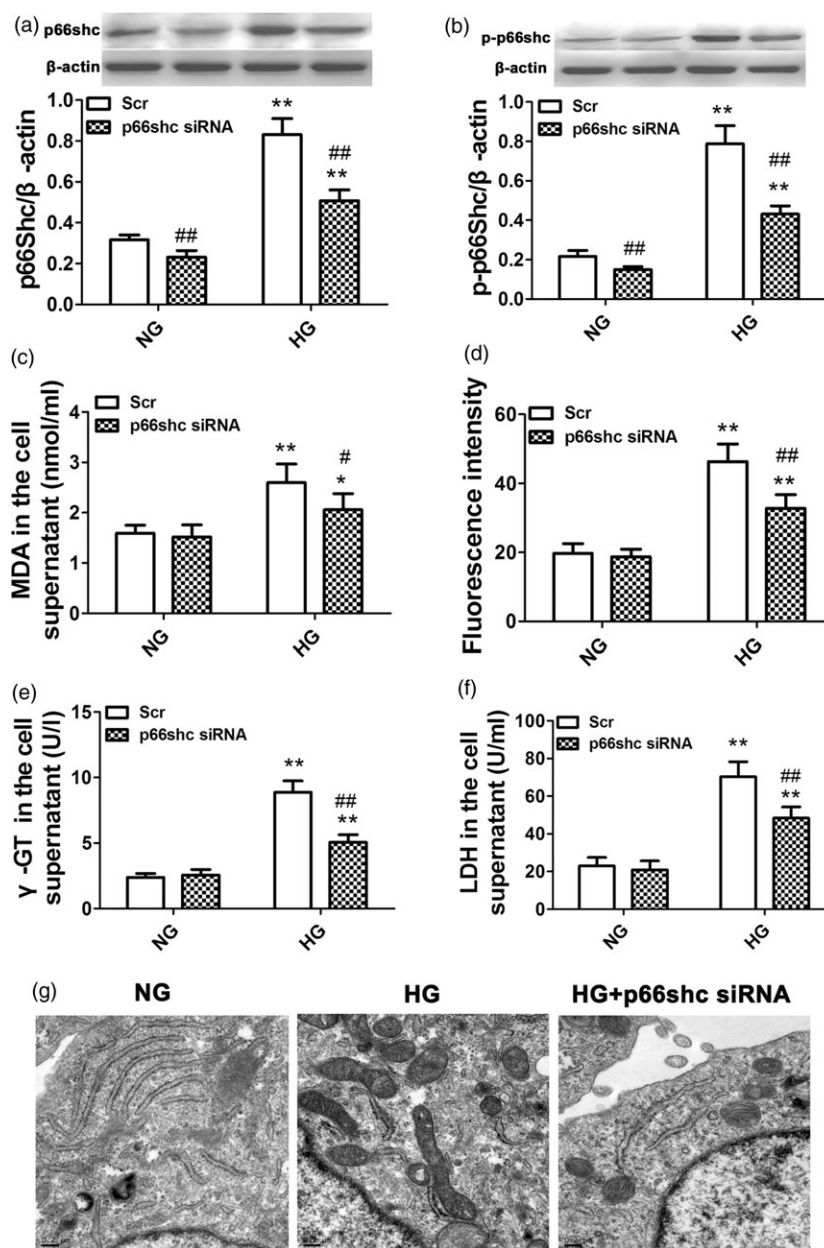 (a)
p66shc
β-actin
Scr
p66shc siRNA
**
##
##
**
p66Shc/β -actin
1.0
0.8
0.6
0.4
0.2
0.0
NG
HG
(b)
p-p66shc
β-actin
Scr
p66shc siRNA
**
##
##
**
p-p66Shc/β -actin
1.0
0.8
0.6
0.4
0.2
0.0
NG
HG
(c)
Scr
p66shc siRNA
**
#
*
MDA in the cell
supernatant (nmol/ml)
4
3
2
1
0
NG
HG
(d)
Scr
p66shc siRNA
**
##
**
Fluorescence intensity
60
40
20
0
NG
HG
(e)
Scr
p66shc siRNA
**
##
**
γ -GT in the cell
supernatant (U/l)
15
10
5
0
NG
HG
(f)
Scr
p66shc siRNA
**
##
**
LDH in the cell
supernatant (U/ml)
100
80
60
40
20
0
NG
HG
(g)
NG
HG
HG+p66shc siRNA